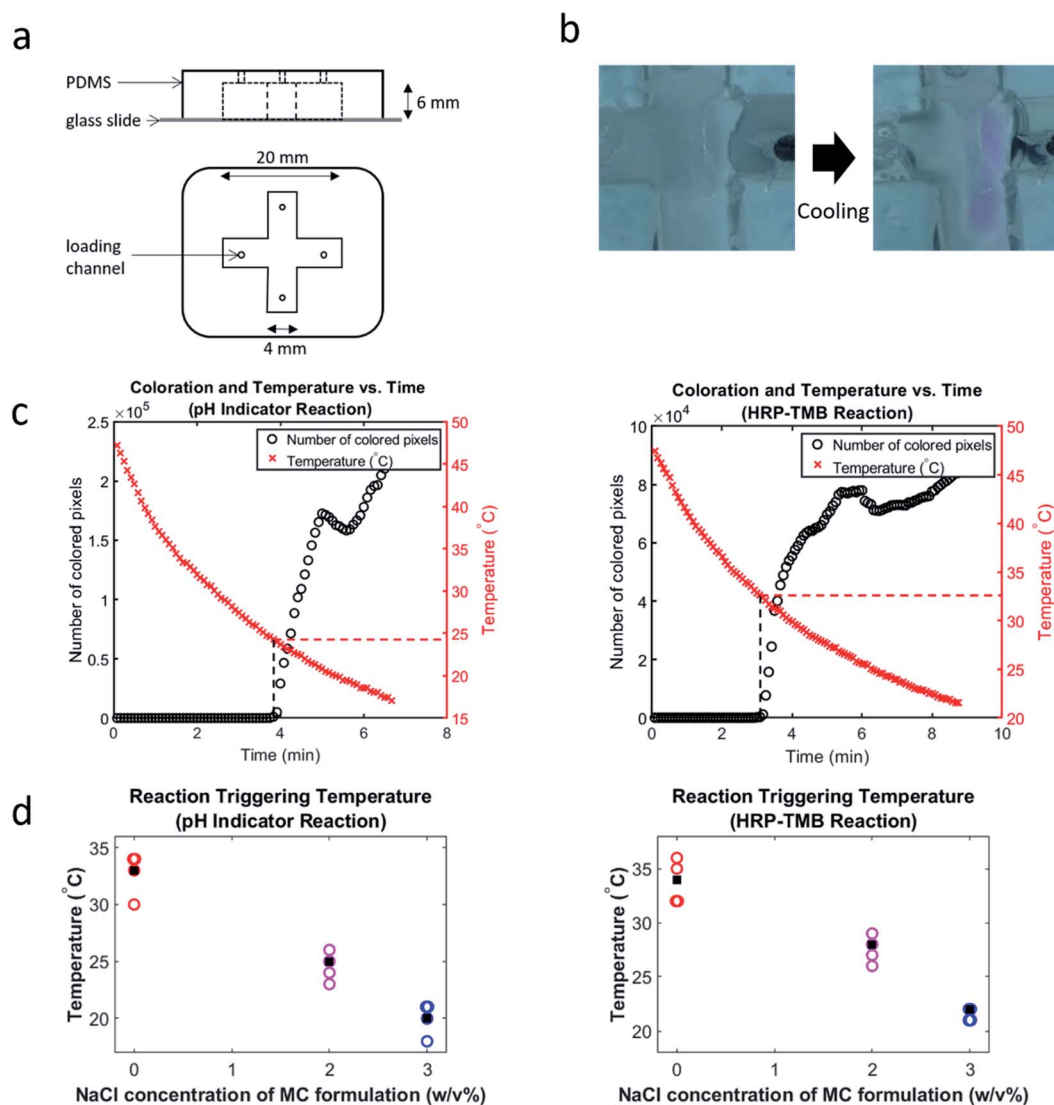 a
PDMS
glass slide
6 mm
20 mm
loading
channel
4 mm
b
Cooling
c
Coloration and Temperature vs. Time
(pH Indicator Reaction)
×10⁵
Number of colored pixels
Temperature (°C)
2.5
2
1.5
1
0.5
0
50
45
40
35
30
25
20
15
Number of colored pixels
Temperature (°C)
0
2
4
6
8
Time (min)
Coloration and Temperature vs. Time
(HRP-TMB Reaction)
×10⁴
Number of colored pixels
Temperature (°C)
10
8
6
4
2
0
50
45
40
35
30
25
20
Number of colored pixels
Temperature (°C)
0
2
4
6
8
10
Time (min)
d
Reaction Triggering Temperature
(pH Indicator Reaction)
Temperature (°C)
35
30
25
20
0
1
2
3
NaCl concentration of MC formulation (w/v%)
Reaction Triggering Temperature
(HRP-TMB Reaction)
Temperature (°C)
35
30
25
20
0
1
2
3
NaCl concentration of MC formulation (w/v%)